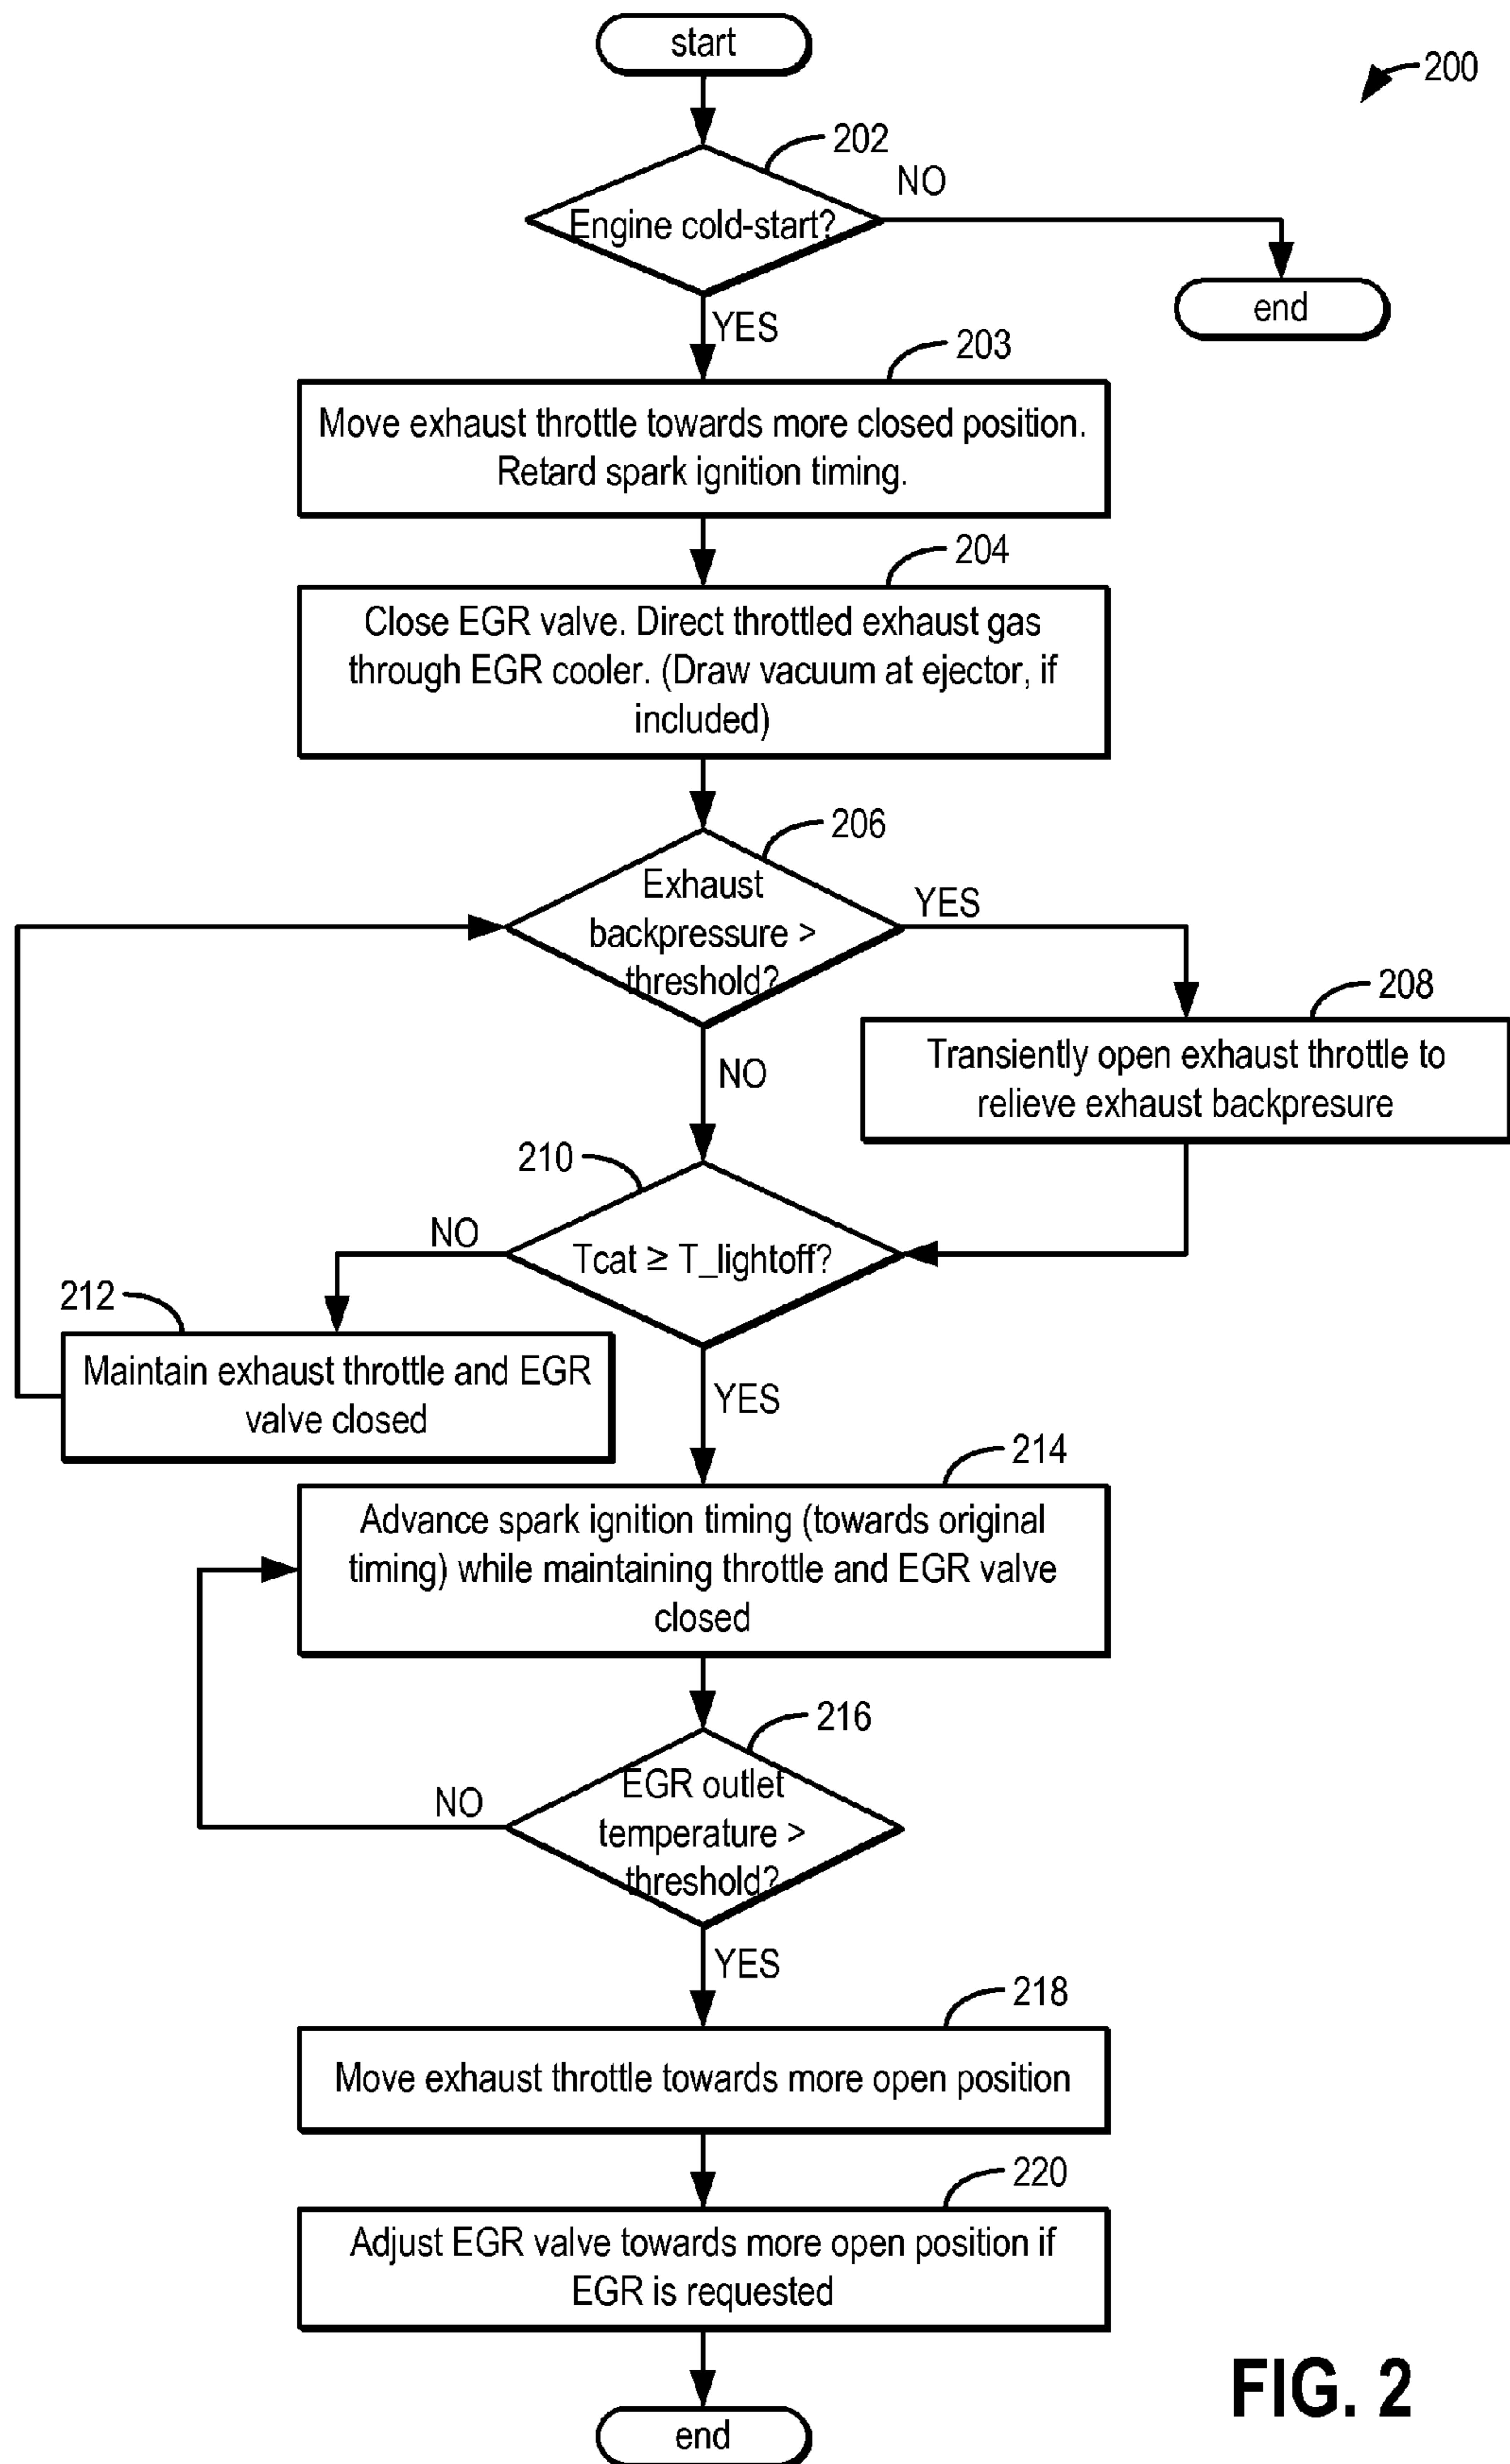 start
200
202
NO
Engine cold-start?
end
YES
203
Move exhaust throttle towards more closed position.
Retard spark ignition timing.
204
Close EGR valve. Direct throttled exhaust gas
through EGR cooler. (Draw vacuum at ejector, if
included)
206
Exhaust
backpressure >
threshold?
YES
208
Transiently open exhaust throttle to
relieve exhaust backpresure
NO
210
Tcat ≥ T_lightoff?
NO
212
Maintain exhaust throttle and EGR
valve closed
YES
214
Advance spark ignition timing (towards original
timing) while maintaining throttle and EGR valve
closed
216
EGR outlet
temperature >
threshold?
NO
YES
218
Move exhaust throttle towards more open position
220
Adjust EGR valve towards more open position if
EGR is requested
end
FIG. 2